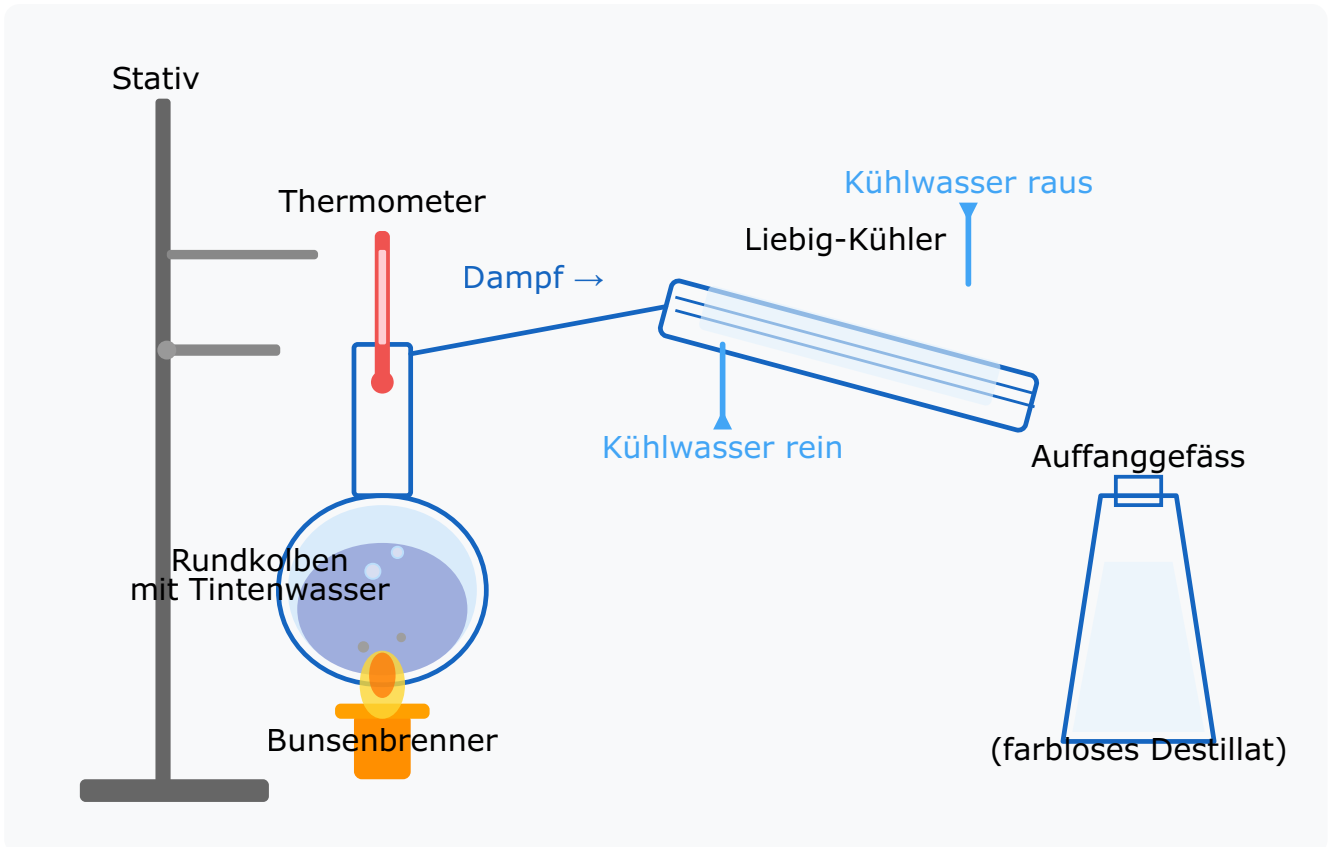 Stativ
Kühlwasser raus
Thermometer
Liebig-Kühler
Dampf →
Kühlwasser rein
Auffanggefäss
Rundkolben
mit Tintenwasser
Bunsenbrenner
(farbloses Destillat)